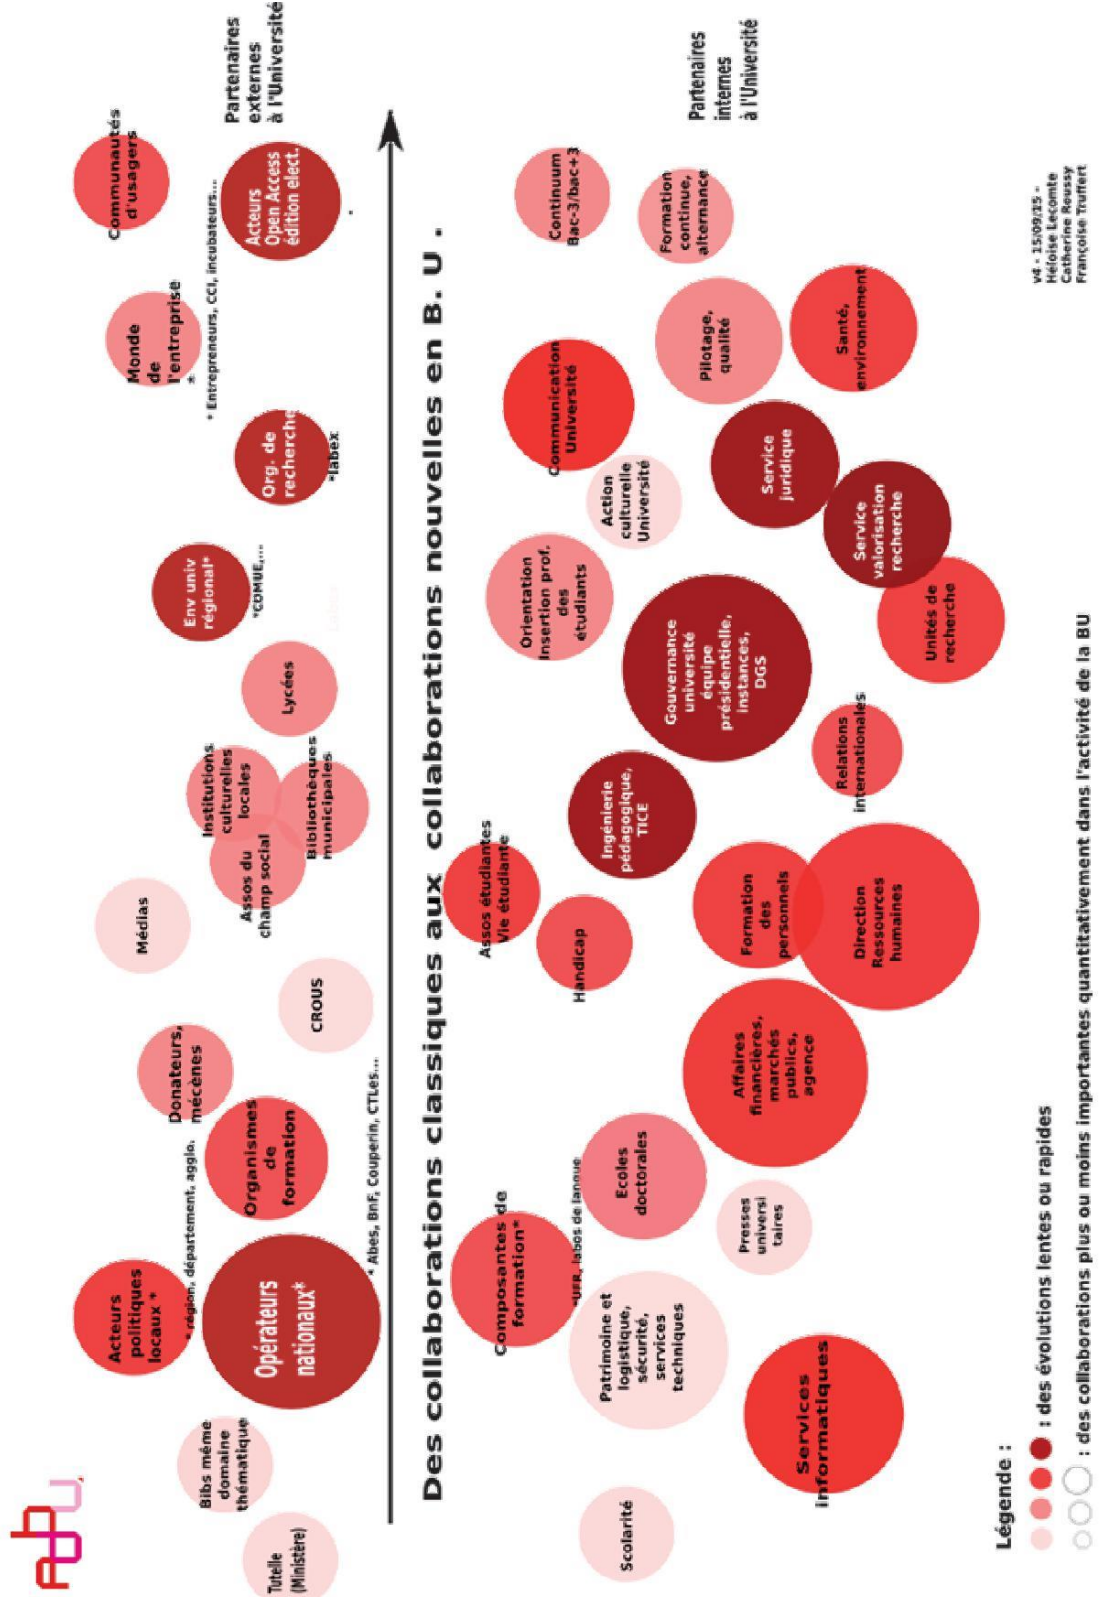 ADBU
Partenaires
externes
à l'Université
Communautés
d'usagers
Acteurs
Open Access
édition elect.
Monde
de
l'entreprise
*
* Entrepreneurs, CCI, incubateurs...
Org. de
recherche
*labex
Env univ
régional*
*COMUE,...
Lycées
Institutions
culturelles
locales
Bibliothèques
municipales
Assos du
champ social
Médias
CROUS
Donateurs,
mécènes
Organismes
de
formation
Acteurs
politiques
locaux *
* région, département, agglo,
Opérateurs
nationaux*
* Abes, BnF, Couperin, CTLes...
Bibs même
domaine
thématique
Tutelle
(Ministère)
Des collaborations classiques aux collaborations nouvelles en B. U .
Partenaires
internes
à l'Université
Continuum
Bac-3/bac+3
Formation
continue,
alternance
Pilotage,
qualité
Santé,
environnement
Communication
Université
Action
culturelle
Université
Service
juridique
Service
valorisation
recherche
Unités de
recherche
Orientation
Insertion prof.
des
étudiants
Gouvernance
université
équipe
présidentielle,
instances,
DGS
Relations
internationales
Ingénierie
pédagogique,
TICE
Assos étudiantes
Vie étudiante
Handicap
Formation
des
personnels
Direction
Ressources
humaines
Affaires
financières,
marchés
publics,
agence
Ecoles
doctorales
Presses
universi
taires
Composantes de
formation*
*UFR, labos de langue
Patrimoine et
logistique,
sécurité,
services
techniques
Services
informatiques
Scolarité
v4 - 15/09/15 -
Héloïse Lecomte
Catherine Roussy
Françoise Truffert
Légende :
: des évolutions lentes ou rapides
: des collaborations plus ou moins importantes quantitativement dans l'activité de la BU